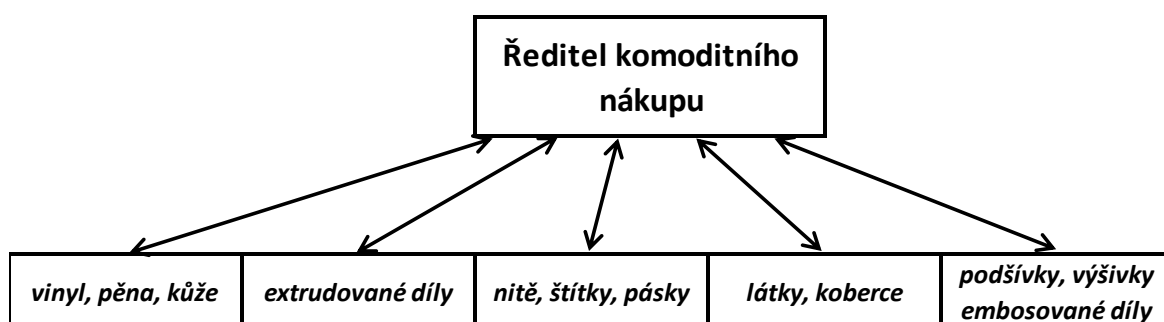 Ředitel komoditního
nákupu
vinyl, pěna, kůže
extrudované díly
nitě, štítky, pásky
látky, koberce
podšívky, výšivky
embosované díly